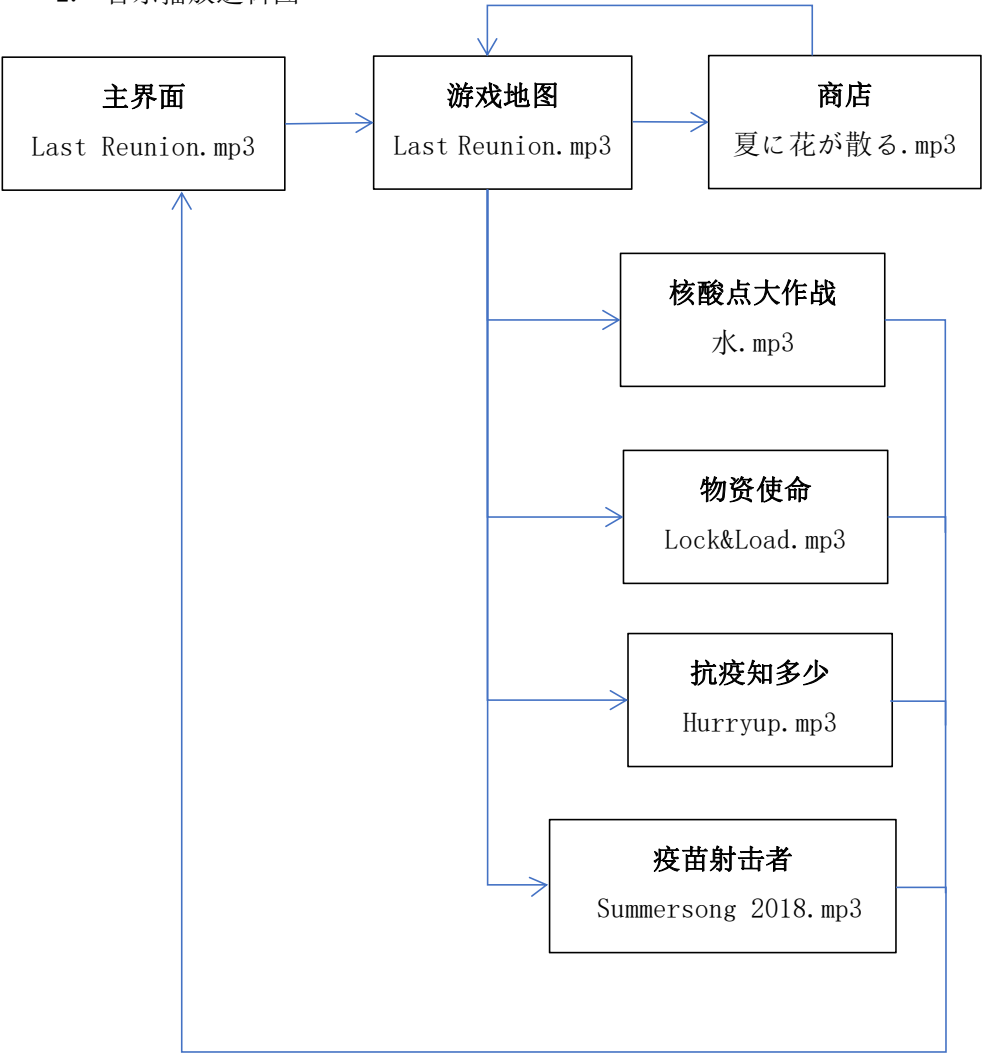 主界面
Last Reunion.mp3
游戏地图
Last Reunion.mp3
商店
夏に花が散る.mp3
核酸点大作战
水.mp3
物资使命
Lock&Load.mp3
抗疫知多少
Hurryup.mp3
疫苗射击者
Summersong 2018.mp3